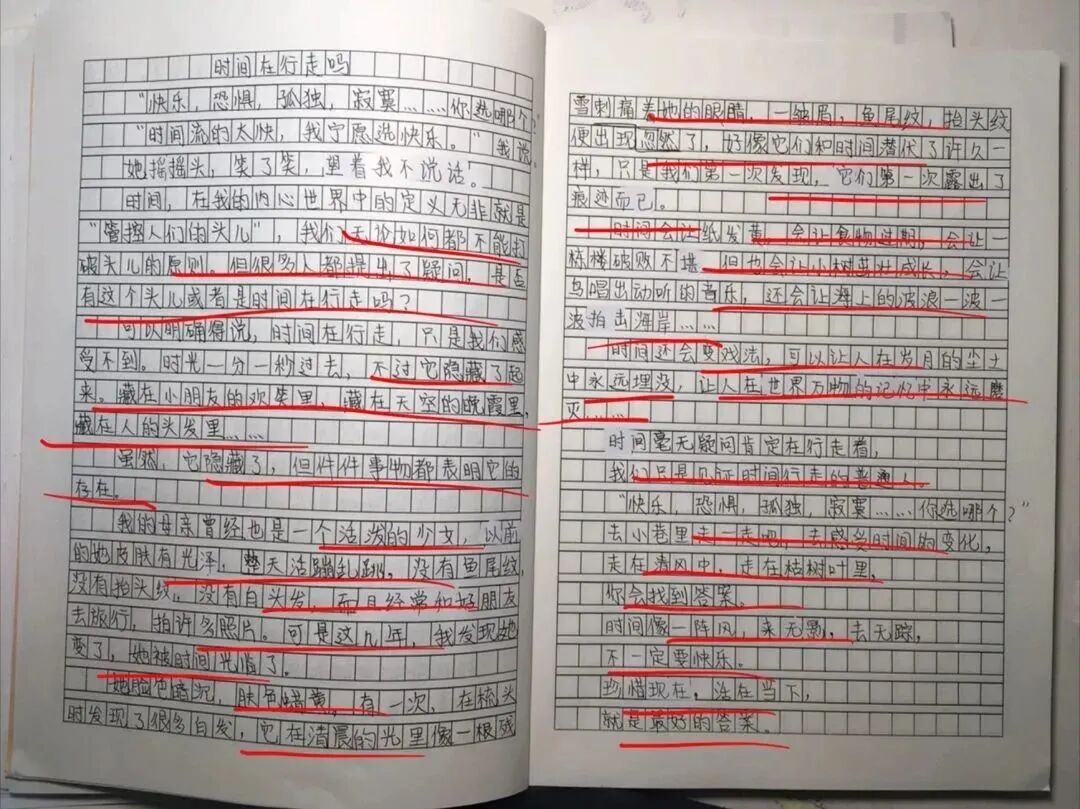 时间在行走吗
"快乐，恐惧，孤独，寂寞……你选哪个？"
"时间流的太快，我宁愿选快乐。"我说
她摇摇头，笑了笑，望着我不说话。
时间，在我的内心世界中的定义无非就是
"管控人们的头儿"，我们无论如何都不能打
破头儿的原则。但很多人都提出了疑问，是否
有这个头儿或者是时间在行走吗？
可以明确得说，时间在行走，只是我们感
受不到。时光一分一秒过去，不过它隐藏了起
来。藏在小朋友的欢笑里，藏在天空的晚霞里，
藏在人的头发里……
虽然，它隐藏了，但件件事物都表明它的
存在。
我的母亲曾经也是一个活泼的少女，以前
的她皮肤有光泽，整天活蹦乱跳，没有鱼尾纹，
没有抬头纹，没有白头发，而且经常和好朋友
去旅行，拍许多照片。可是这几年，我发现她
变了，她被时间光顾了。
她脸色暗沉，肤色蜡黄，有一次，在梳头
时发现了很多白发，它在清晨的光里像一根残
雪刺痛着她的眼睛，一皱眉，鱼尾纹，抬头纹
便出现忽然了，好像它们和时间潜伏了许久一
样，只是我们第一次发现，它们第一次露出了
痕迹而已。
时间会让纸发黄，会让食物过期，会让一
栋楼破败不堪，但也会让小树茁壮成长，会让
鸟唱出动听的音乐，还会让海上的波浪一波一
波拍击海岸……
时间还会变戏法，可以让人在岁月的尘土
中永远埋没，让人在世界万物的记忆中永远磨
灭……
时间毫无疑问肯定在行走着，
我们只是见证时间行走的普通人。
"快乐，恐惧，孤独，寂寞……你选哪个？"
去小巷里走一走吧，去感受时间的变化，
走在清风中，走在枯树叶里，
你会找到答案。
时间像一阵风，来无影，去无踪，
不一定要快乐。
珍惜现在，活在当下，
就是最好的答案。